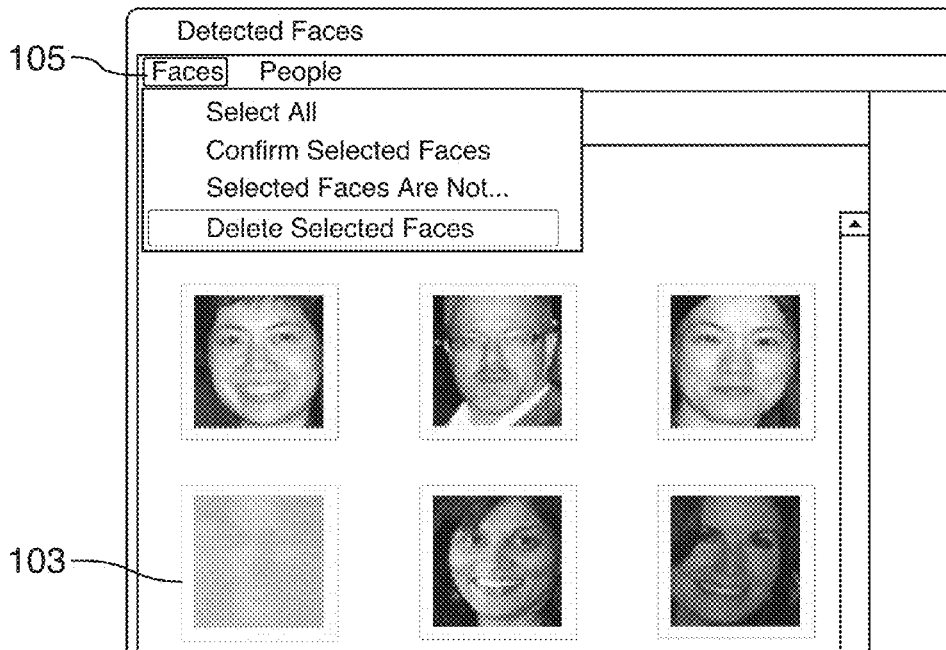 Detected Faces
105
Faces People
Select All
Confirm Selected Faces
Selected Faces Are Not...
Delete Selected Faces
103